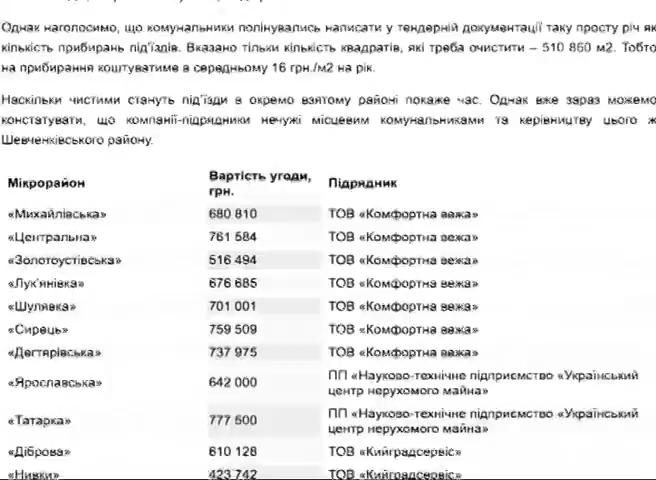 Однак наголосимо, що комунальники полінувались написати у тендерній документації таку просту річ як
кількість прибирань під'їздів. Вказано тільки кількість квадратів, які треба очистити – 510 860 м2. Тобто
на прибирання коштуватиме в середньому 16 грн./м2 на рік.
Наскільки чистими стануть під'їзди в окремо взятому районі покаже час. Однак вже зараз можемо
констатувати, що компанії-підрядники нечужі місцевим комунальниками та керівництву цього ж
Шевченківського району.
Мікрорайон Вартість угоди, грн. Підрядник
«Михайлівська» 680 810 ТОВ «Комфортна вежа»
«Центральна» 761 584 ТОВ «Комфортна вежа»
«Золотоустівська» 516 494 ТОВ «Комфортна вежа»
«Лук'янівка» 676 685 ТОВ «Комфортна вежа»
«Шулявка» 701 001 ТОВ «Комфортна вежа»
«Сирець» 759 509 ТОВ «Комфортна вежа»
«Дегтярівська» 737 975 ТОВ «Комфортна вежа»
«Ярославська» 642 000 ПП «Науково-технічне підприємство «Український
центр нерухомого майна»
«Татарка» 777 500 ПП «Науково-технічне підприємство «Український
центр нерухомого майна»
«Діброва» 610 128 ТОВ «Кийградсервіс»
«Нивки» 423 742 ТОВ «Кийградсервіс»